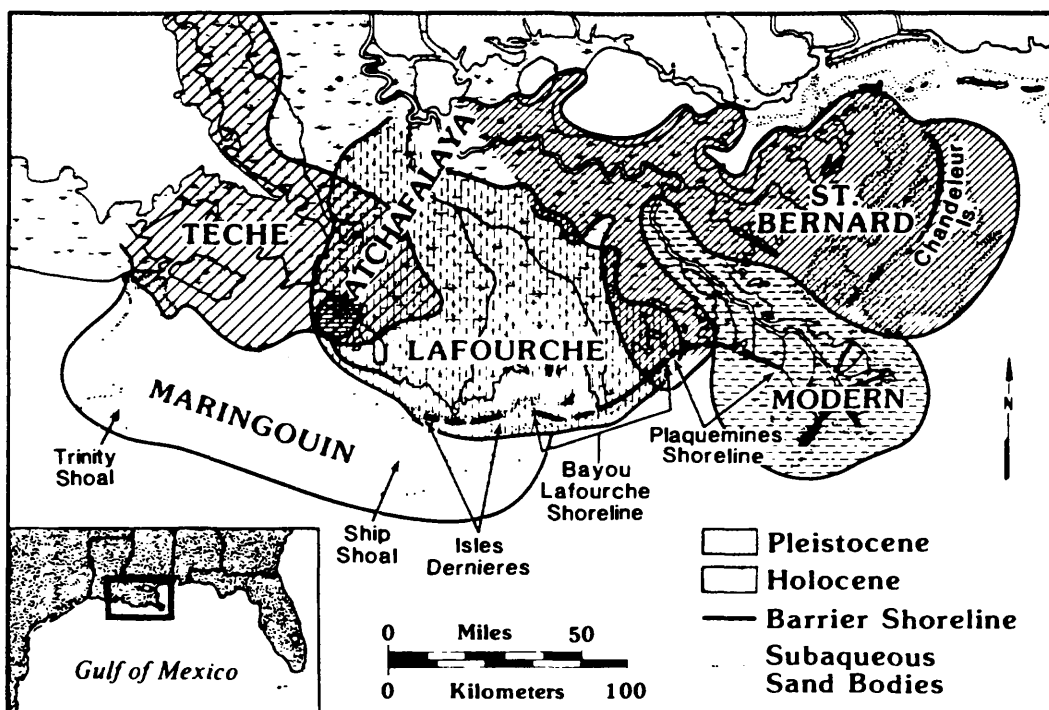 TECHE
ATCHAFALAYA
ST.
BERNARD
Chandeleur
Is.
LAFOURCHE
MARINGOUIN
MODERN
Trinity
Shoal
Ship
Shoal
Isles
Dernieres
Bayou
Lafourche
Shoreline
Plaquemines
Shoreline
N
Gulf of Mexico
0 Miles 50
0 Kilometers 100
Pleistocene
Holocene
Barrier Shoreline
Subaqueous
Sand Bodies